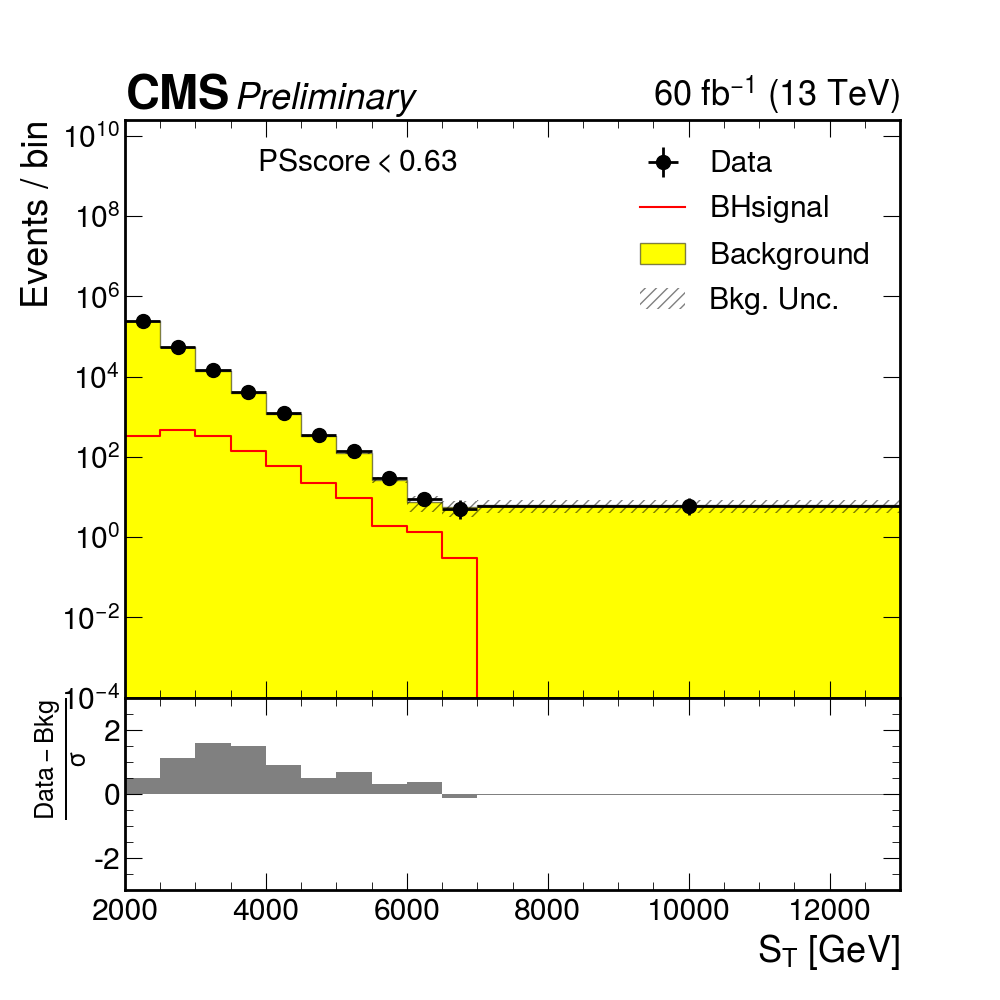 CMS Preliminary 60 fb⁻¹ (13 TeV)
Events / bin
10¹⁰
10⁸
10⁶
10⁴
10²
10⁰
10⁻²
10⁻⁴
PSscore < 0.63
Data
BHsignal
Background
Bkg. Unc.
Data – Bkg
σ
2
0
-2
2000 4000 6000 8000 10000 12000
S_T [GeV]